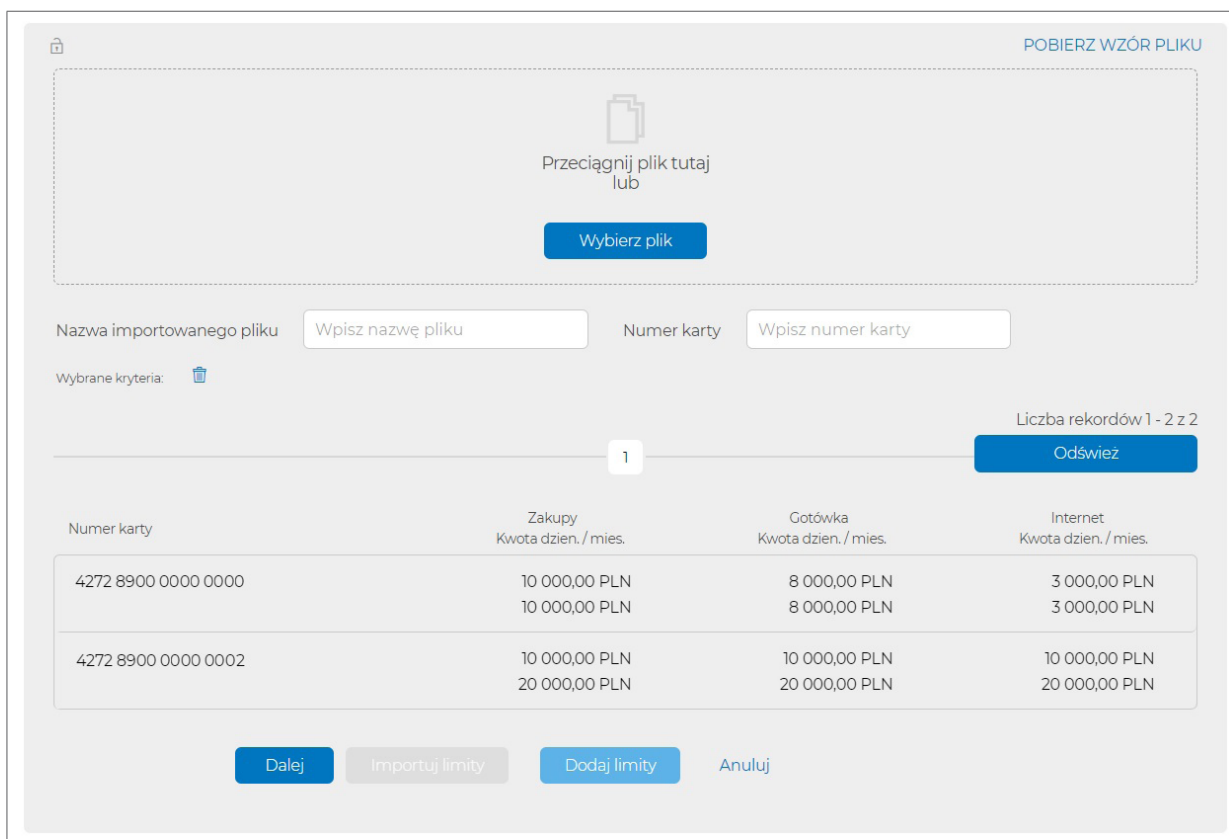 POBIERZ WZÓR PLIKU
Przeciągnij plik tutaj
lub
Wybierz plik
Nazwa importowanego pliku Wpisz nazwę pliku Numer karty Wpisz numer karty
Wybrane kryteria:
Liczba rekordów 1 - 2 z 2
1 Odśwież
Numer karty Zakupy Gotówka Internet
Kwota dzien. / mies. Kwota dzien. / mies. Kwota dzien. / mies.
4272 8900 0000 0000 10 000,00 PLN 8 000,00 PLN 3 000,00 PLN
10 000,00 PLN 8 000,00 PLN 3 000,00 PLN
4272 8900 0000 0002 10 000,00 PLN 10 000,00 PLN 10 000,00 PLN
20 000,00 PLN 20 000,00 PLN 20 000,00 PLN
Dalej Importuj limity Dodaj limity Anuluj